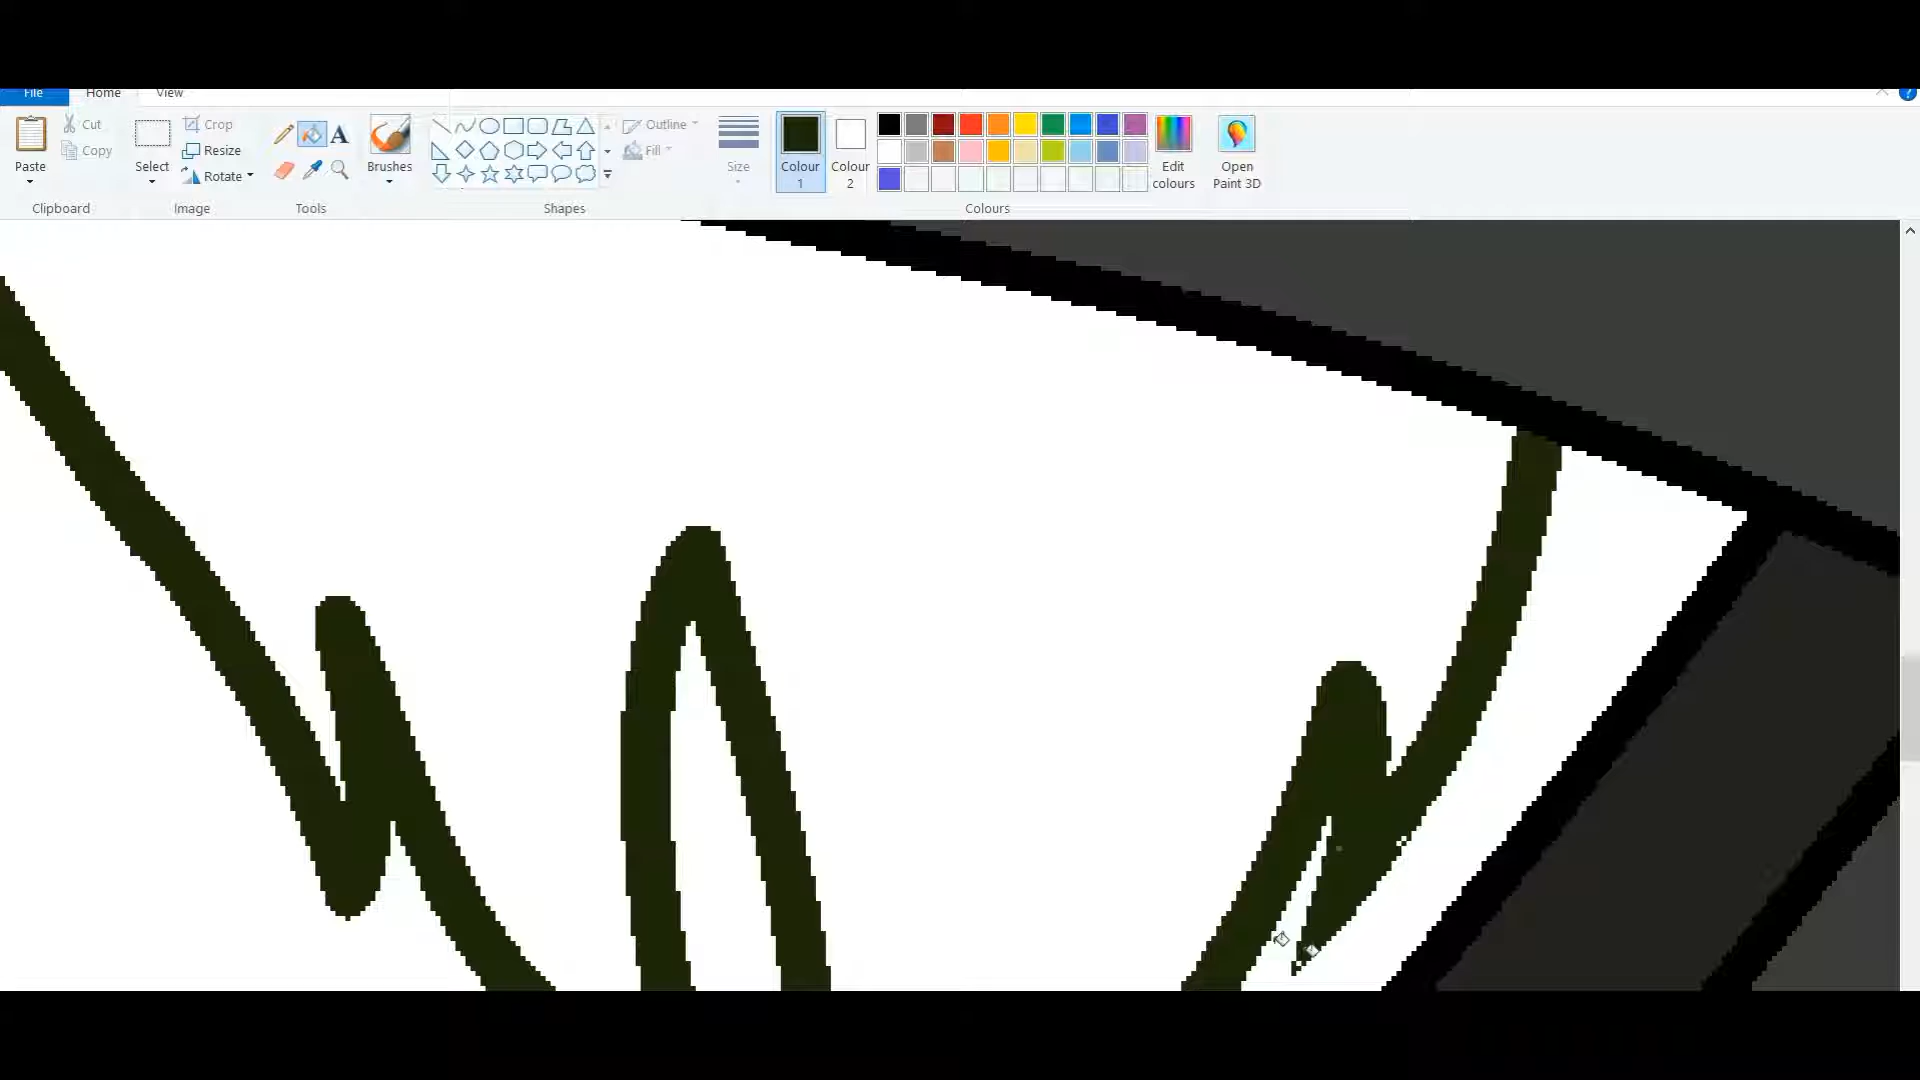 File Home View
Paste
Cut
Copy
Clipboard
Select
Crop
Resize
Rotate
Image
A
Tools
Brushes
Shapes
Outline
Fill
Size
Colour
1
Colour
2
Colours
Edit
colours
Open
Paint 3D
?